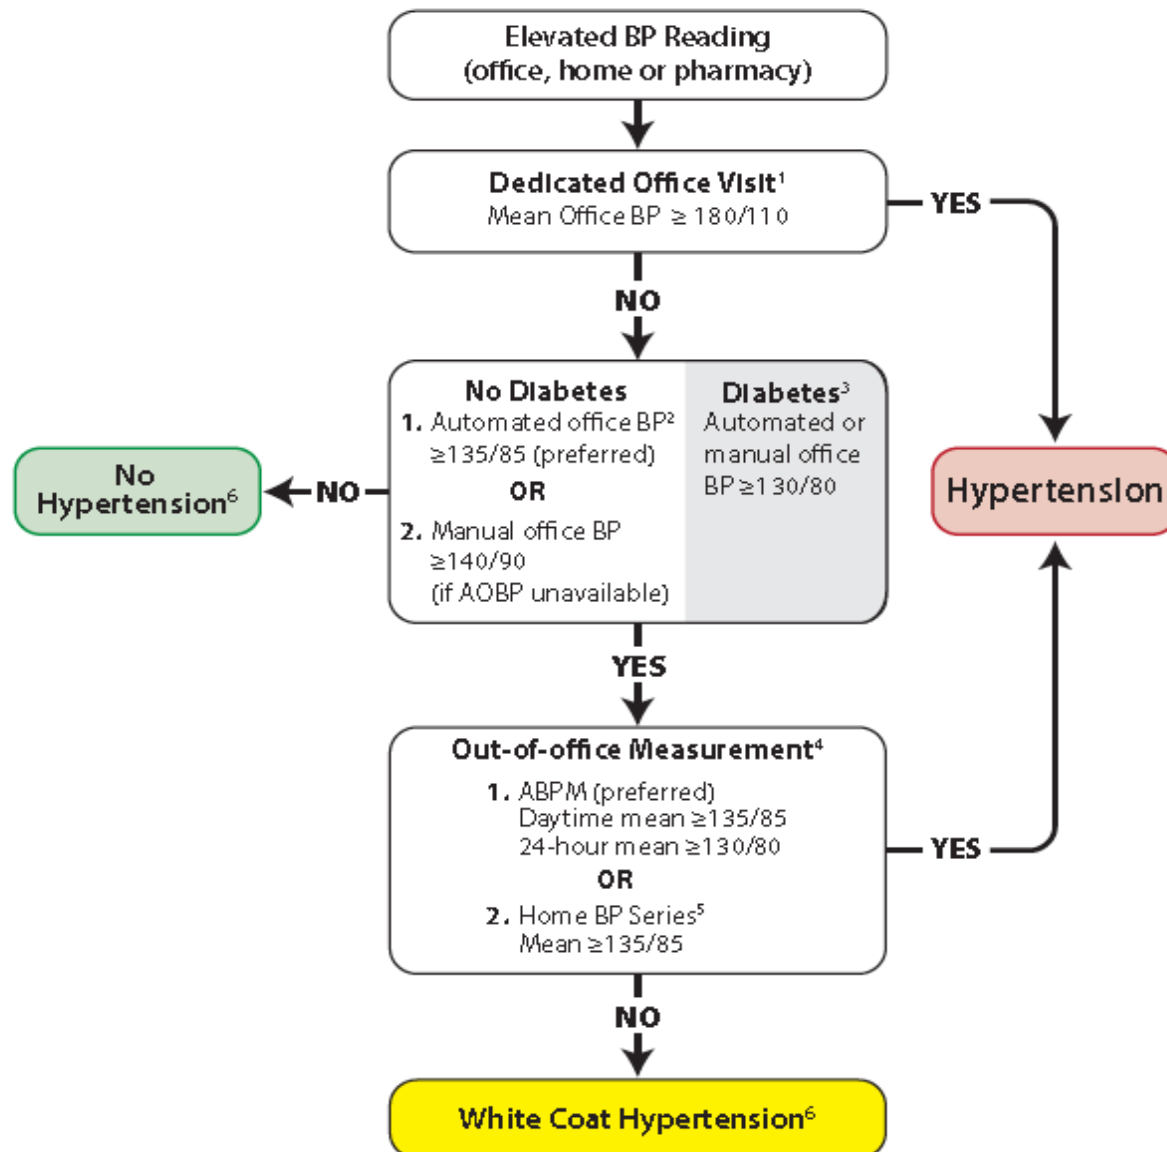 Elevated BP Reading
(office, home or pharmacy)
Dedicated Office Visit¹
Mean Office BP ≥ 180/110
YES
NO
No Diabetes
1. Automated office BP²
≥135/85 (preferred)
OR
2. Manual office BP
≥140/90
(if AOBP unavailable)
Diabetes³
Automated or
manual office
BP≥130/80
NO
No
Hypertension⁶
Hypertension
YES
Out-of-office Measurement⁴
1. ABPM (preferred)
Daytime mean ≥135/85
24-hour mean ≥130/80
OR
2. Home BP Series⁵
Mean ≥135/85
YES
NO
White Coat Hypertension⁶